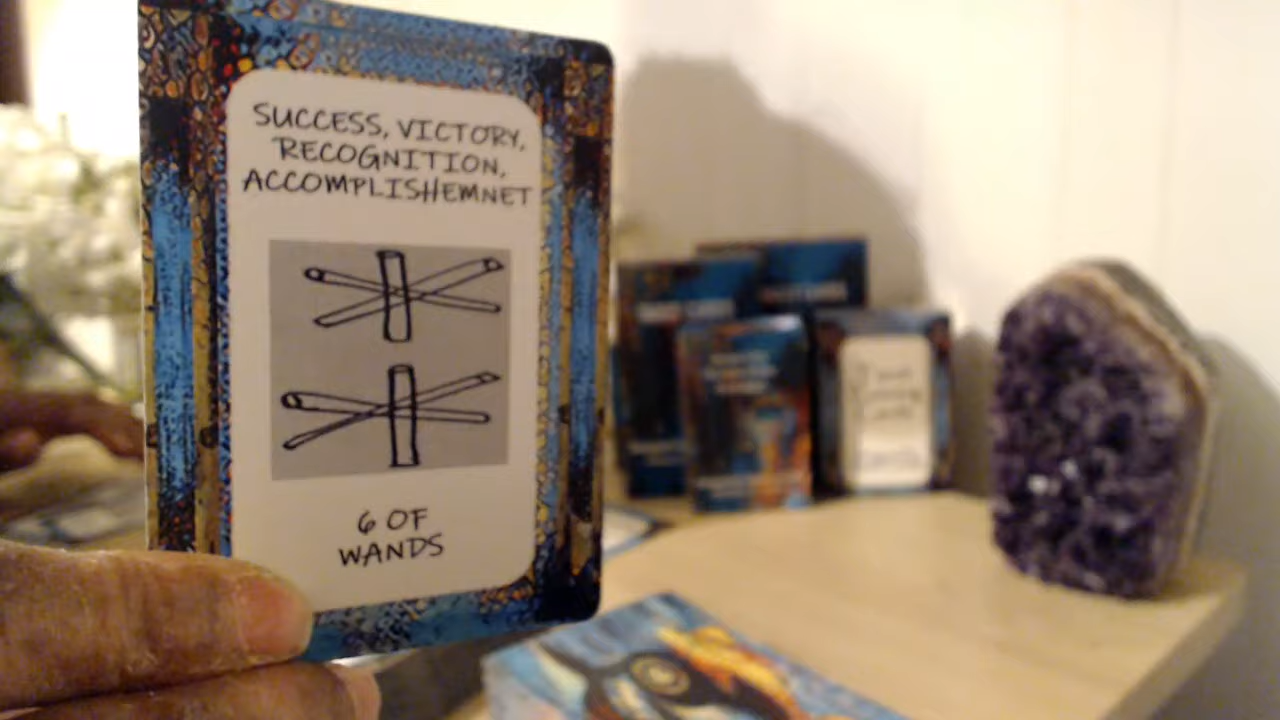 SUCCESS, VICTORY,
RECOGNITION,
ACCOMPLISHEMNET
6 OF
WANDS